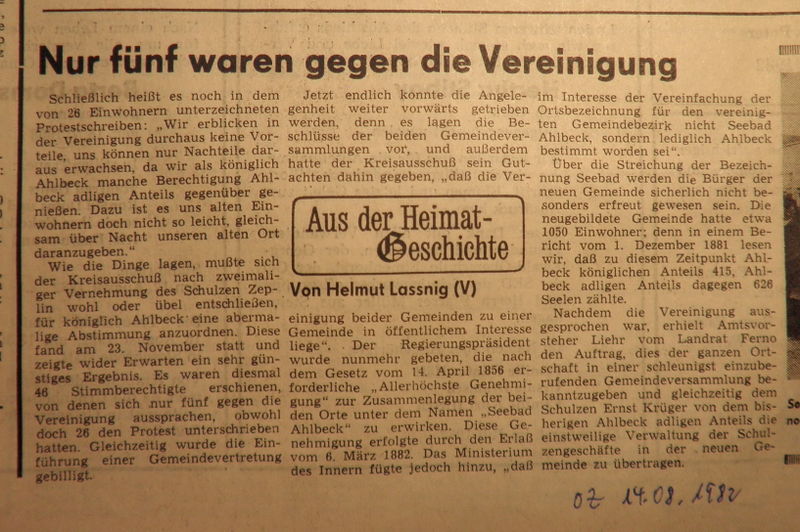 Nur fünf waren gegen die Vereinigung
Schließlich heißt es noch in dem
von 26 Einwohnern unterzeichneten
Protestschreiben: „Wir erblicken in
der Vereinigung durchaus keine Vor-
teile, uns können nur Nachteile dar-
aus erwachsen, da wir als königlich
Ahlbeck manche Berechtigung Ahl-
beck adligen Anteils gegenüber ge-
nießen. Dazu ist es uns alten Ein-
wohnern doch nicht so leicht, gleich-
sam über Nacht unseren alten Ort
daranzugeben.“
Wie die Dinge lagen, mußte sich
der Kreisausschuß nach zweimali-
ger Vernehmung des Schulzen Zep-
lin wohl oder übel entschließen,
für königlich Ahlbeck eine aberma-
lige Abstimmung anzuordnen. Diese
fand am 23. November statt und
zeigte wider Erwarten ein sehr gün-
stiges Ergebnis. Es waren diesmal
46 Stimmberechtigte erschienen,
von denen sich nur fünf gegen die
Vereinigung aussprachen, obwohl
doch 26 den Protest unterschrieben
hatten. Gleichzeitig wurde die Ein-
führung einer Gemeindevertretung
gebilligt.
Jetzt endlich konnte die Angele-
genheit weiter vorwärts getrieben
werden, denn es lagen die Be-
schlüsse der beiden Gemeindever-
sammlungen vor, und außerdem
hatte der Kreisausschuß sein Gut-
achten dahin gegeben, „daß die Ver-
Aus der Heimat-
Geschichte
Von Helmut Lassnig (V)
einigung beider Gemeinden zu einer
Gemeinde in öffentlichem Interesse
liege“. Der Regierungspräsident
wurde nunmehr gebeten, die nach
dem Gesetz vom 14. April 1856 er-
forderliche „Allerhöchste Genehmi-
gung“ zur Zusammenlegung der bei-
den Orte unter dem Namen „Seebad
Ahlbeck“ zu erwirken. Diese Ge-
nehmigung erfolgte durch den Erlaß
vom 6. März 1882. Das Ministerium
des Innern fügte jedoch hinzu, „daß
im Interesse der Vereinfachung der
Ortsbezeichnung für den vereinig-
ten Gemeindebezirk nicht Seebad
Ahlbeck, sondern lediglich Ahlbeck
bestimmt worden sei“.
Über die Streichung der Bezeich-
nung Seebad werden die Bürger der
neuen Gemeinde sicherlich nicht be-
sonders erfreut gewesen sein. Die
neugebildete Gemeinde hatte etwa
1050 Einwohner; denn in einem Be-
richt vom 1. Dezember 1881 lesen
wir, daß zu diesem Zeitpunkt Ahl-
beck königlichen Anteils 415, Ahl-
beck adligen Anteils dagegen 626
Seelen zählte.
Nachdem die Vereinigung aus-
gesprochen war, erhielt Amtsvor-
steher Liehr vom Landrat Ferno
den Auftrag, dies der ganzen Ort-
schaft in einer schleunigst einzube-
rufenden Gemeindeversammlung be-
kanntzugeben und gleichzeitig dem
Schulzen Ernst Krüger von dem bis-
herigen Ahlbeck adligen Anteils die
einstweilige Verwaltung der Schul-
zengeschäfte in der neuen Ge-
meinde zu übertragen.
OZ 14.08.1982